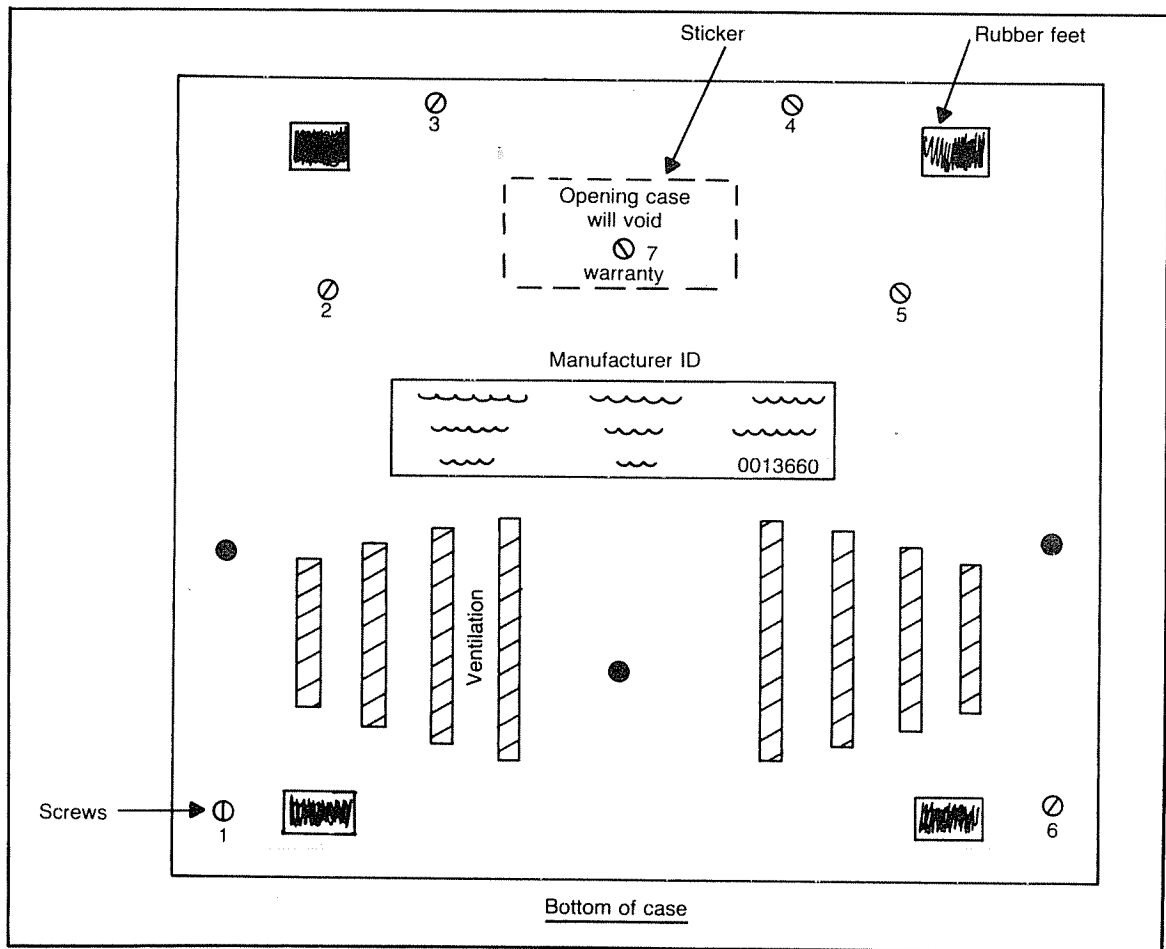 Sticker
Rubber feet
3
4
Opening case
will void
7
warranty
2
5
Manufacturer ID
0013660
Ventilation
Screws
1
6
Bottom of case